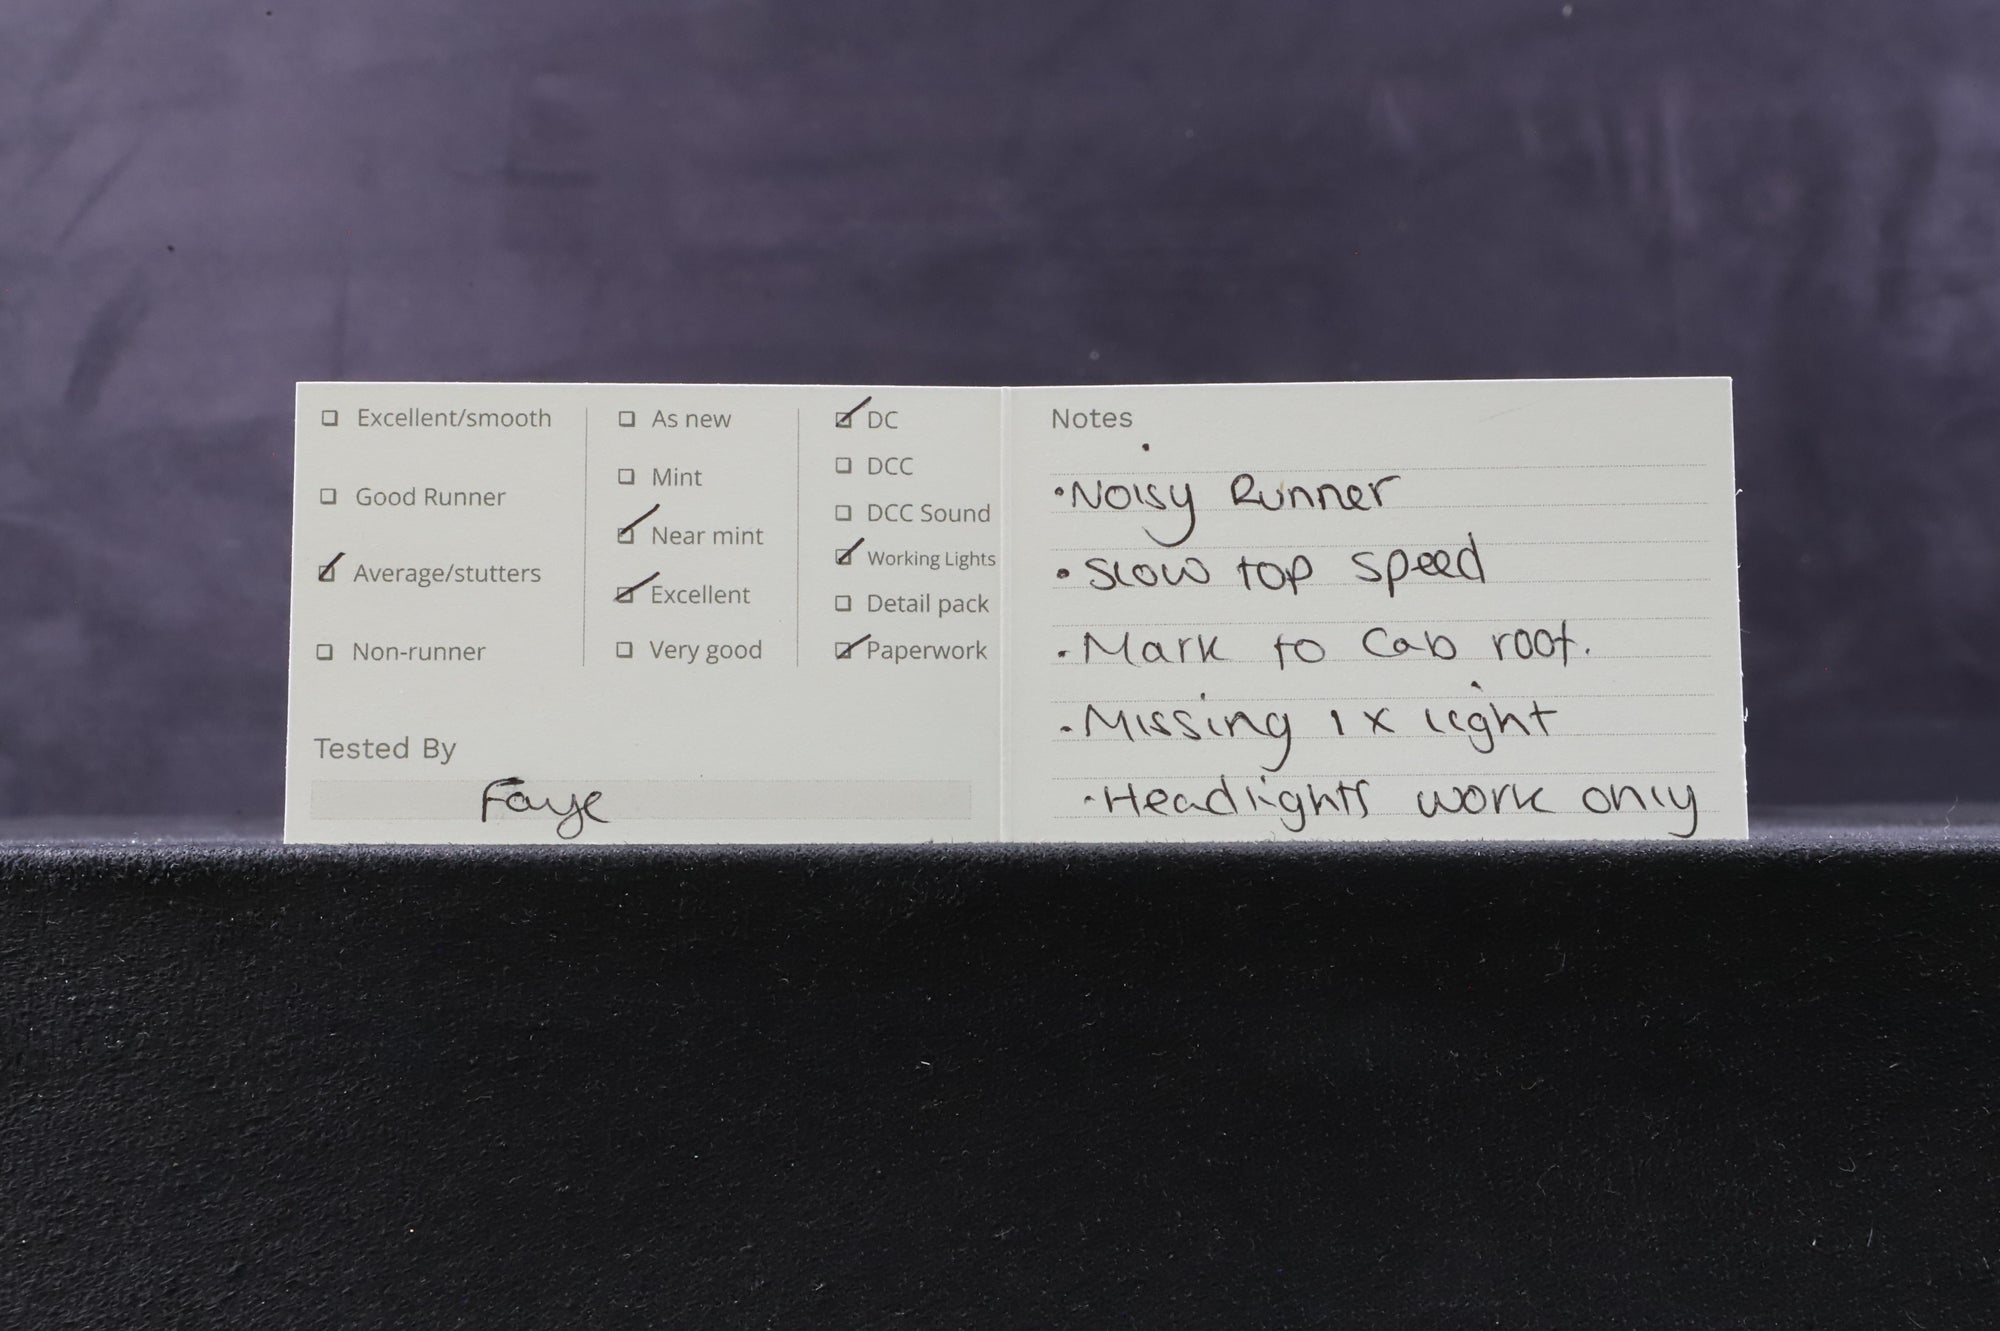 ☐ Excellent/smooth
☐ Good Runner
☑ Average/stutters
☐ Non-runner
☐ As new
☐ Mint
☑ Near mint
☑ Excellent
☐ Very good
☑ DC
☐ DCC
☐ DCC Sound
☑ Working Lights
☐ Detail pack
☑ Paperwork
Tested By
Faye
Notes
• Noisy Runner
• Slow top speed
• Mark to Cab roof.
• Missing 1 x light
• Headlights work only